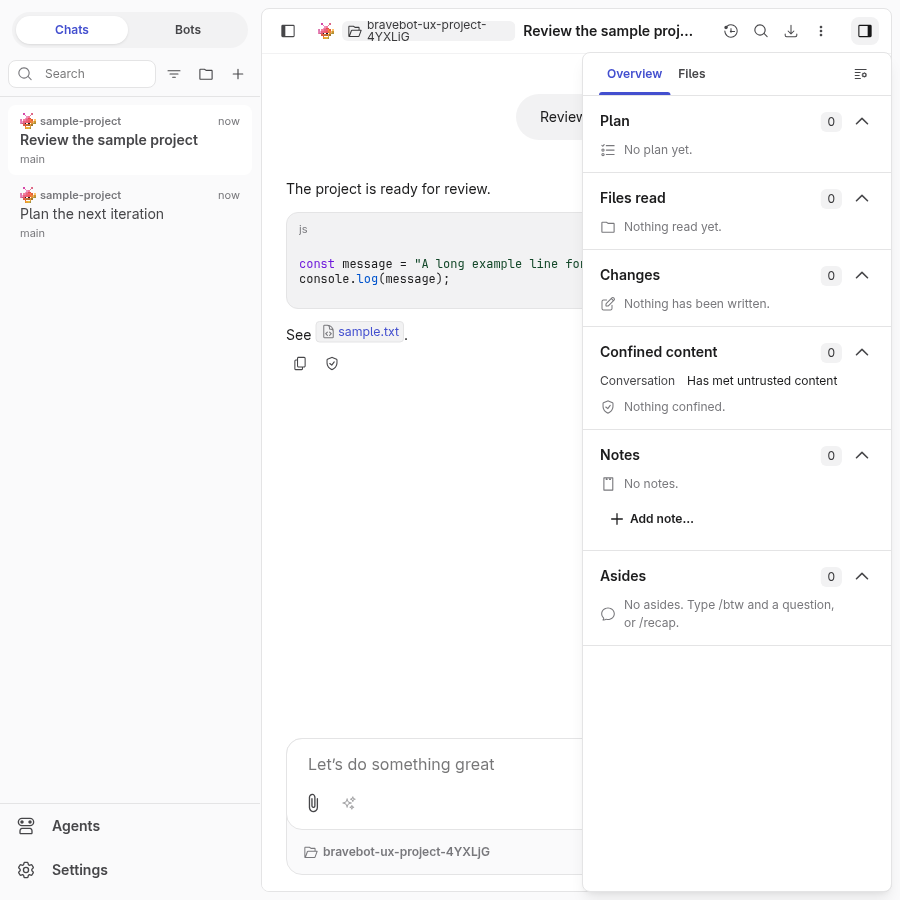 Chats
Bots
Search
sample-project
now
Review the sample project
main
sample-project
now
Plan the next iteration
main
Agents
Settings
bravebot-ux-project-
4YXLjG
Review the sample proj…
Review
The project is ready for review.
js
const message = "A long example line for
console.log(message);
See sample.txt.
Let's do something great
bravebot-ux-project-4YXLjG
Overview
Files
Plan
0
No plan yet.
Files read
0
Nothing read yet.
Changes
0
Nothing has been written.
Confined content
0
Conversation Has met untrusted content
Nothing confined.
Notes
0
No notes.
Add note…
Asides
0
No asides. Type /btw and a question,
or /recap.